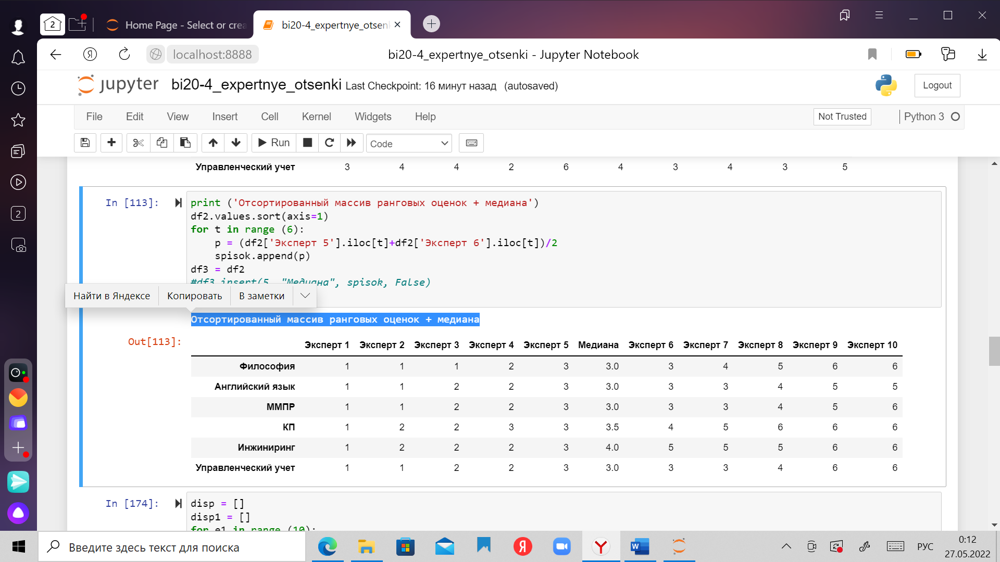 2 Home Page - Select or crea bi20-4_expertnye_otsen
localhost:8888 bi20-4_expertnye_otsenki - Jupyter Notebook
jupyter bi20-4_expertnye_otsenki Last Checkpoint: 16 минут назад (autosaved) Logout
File Edit View Insert Cell Kernel Widgets Help Not Trusted Python 3
Run Code
Управленческий учет 3 4 4 2 6 4 3 4 3 5
In [113]: print ('Отсортированный массив ранговых оценок + медиана')
df2.values.sort(axis=1)
for t in range (6):
p = (df2['Эксперт 5'].iloc[t]+df2['Эксперт 6'].iloc[t])/2
spisok.append(p)
df3 = df2
#df3.insert(5, "Медиана", spisok, False)
Найти в Яндексе Копировать В заметки
Отсортированный массив ранговых оценок + медиана
Out[113]:
Эксперт 1 Эксперт 2 Эксперт 3 Эксперт 4 Эксперт 5 Медиана Эксперт 6 Эксперт 7 Эксперт 8 Эксперт 9 Эксперт 10
Философия 1 1 1 2 3 3.0 3 4 5 6 6
Английский язык 1 1 2 2 3 3.0 3 3 4 5 5
ММПР 1 1 2 2 3 3.0 3 3 4 5 6
КП 1 2 2 3 3 3.5 4 5 6 6 6
Инжиниринг 1 2 2 2 3 4.0 5 5 5 6 6
Управленческий учет 1 1 2 2 3 3.0 3 3 4 6 6
In [174]: disp = []
disp1 = []
for e1 in range (10):
2
Введите здесь текст для поиска
РУС
0:12
27.05.2022